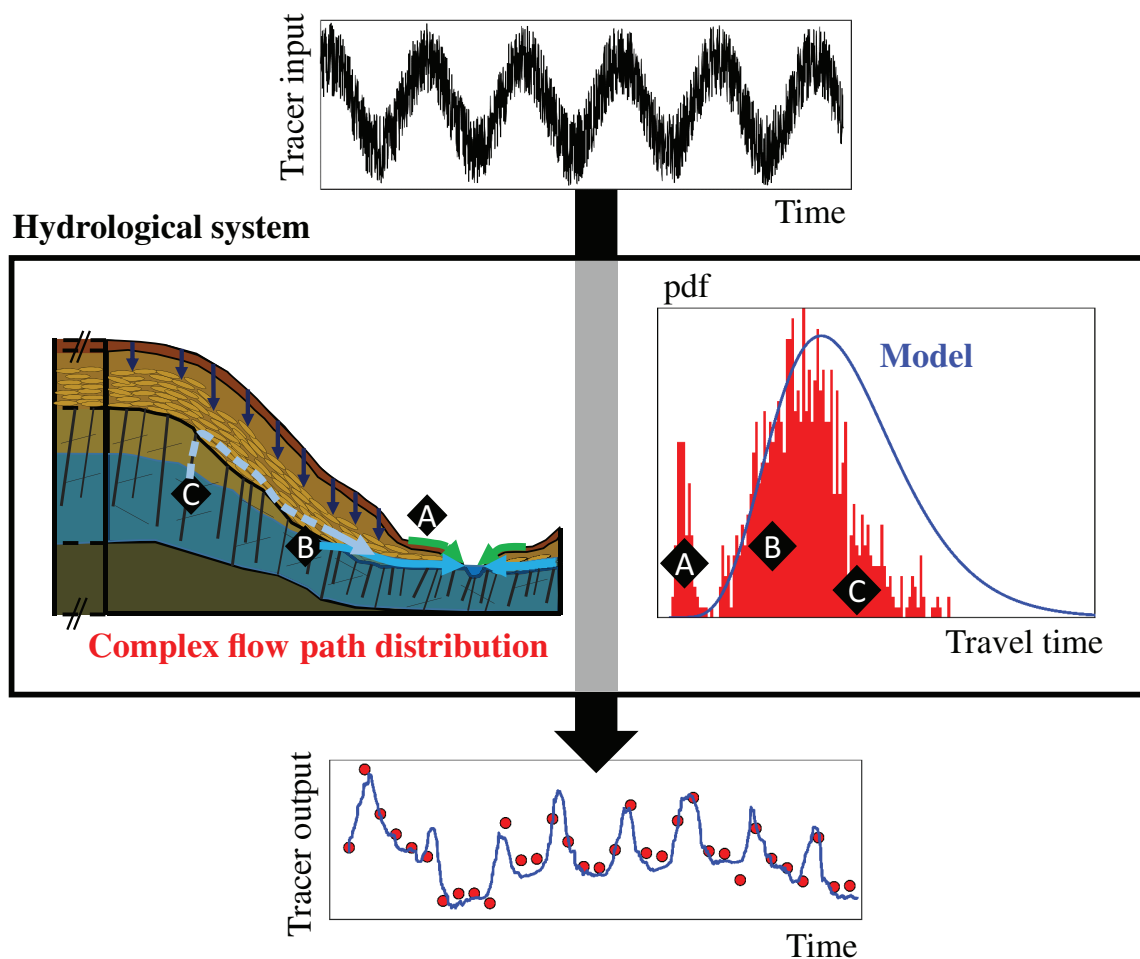 Tracer input
Time
Hydrological system
pdf
Model
A
B
C
A
B
C
Complex flow path distribution
Travel time
Tracer output
Time